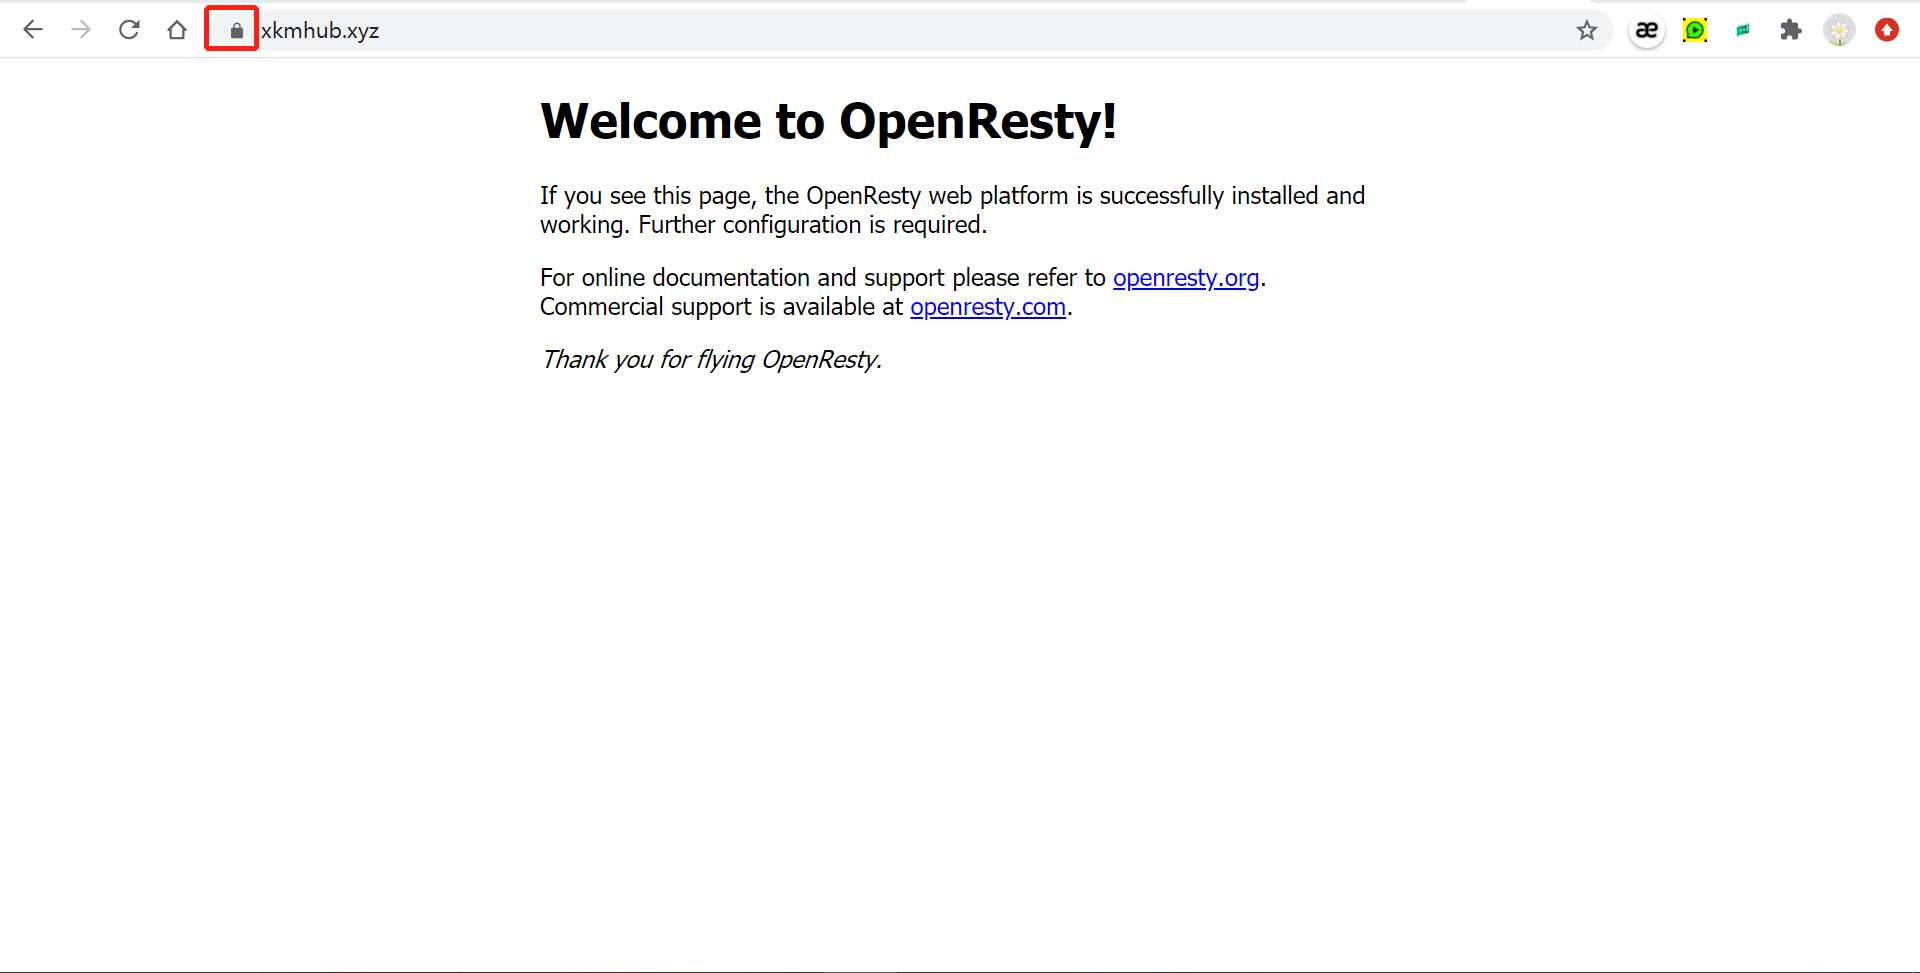 xkmhub.xyz
æ
Welcome to OpenResty!
If you see this page, the OpenResty web platform is successfully installed and
working. Further configuration is required.
For online documentation and support please refer to openresty.org.
Commercial support is available at openresty.com.
Thank you for flying OpenResty.